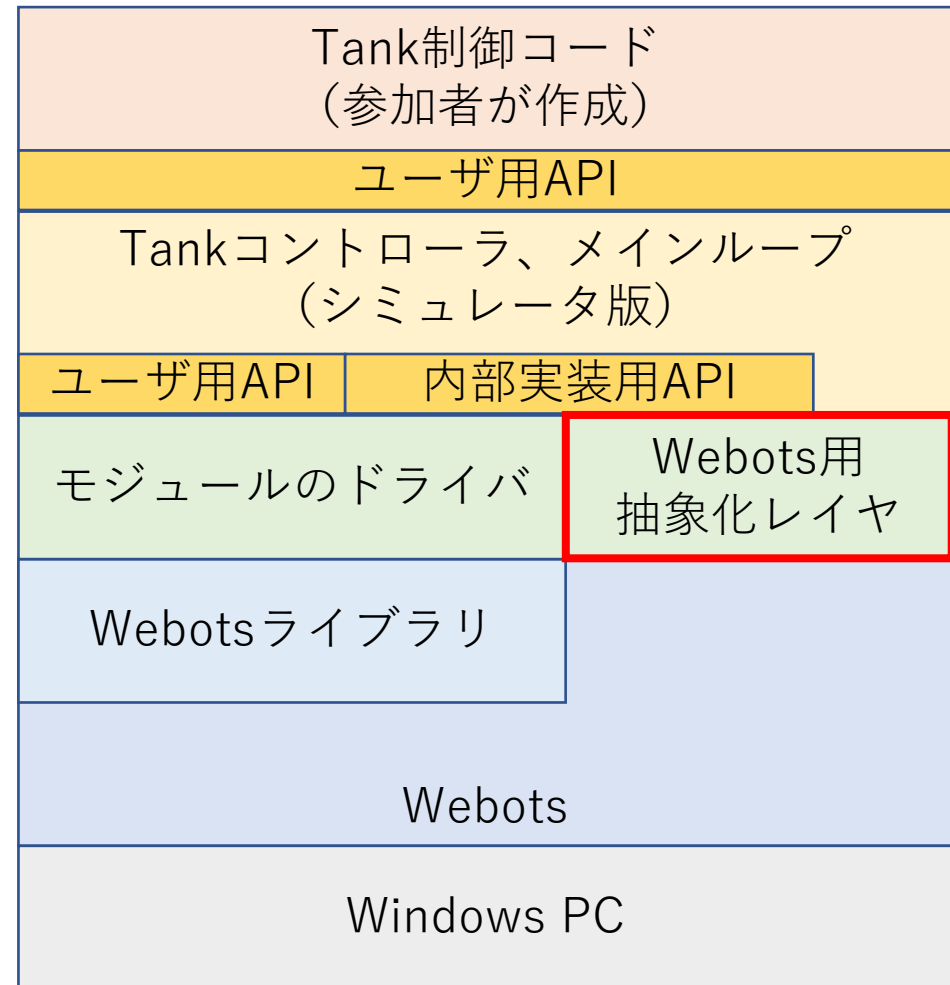 Tank制御コード
（参加者が作成）
ユーザ用API
Tankコントローラ、メインループ
（シミュレータ版）
ユーザ用API
内部実装用API
モジュールのドライバ
Webots用
抽象化レイヤ
Webotsライブラリ
Webots
Windows PC